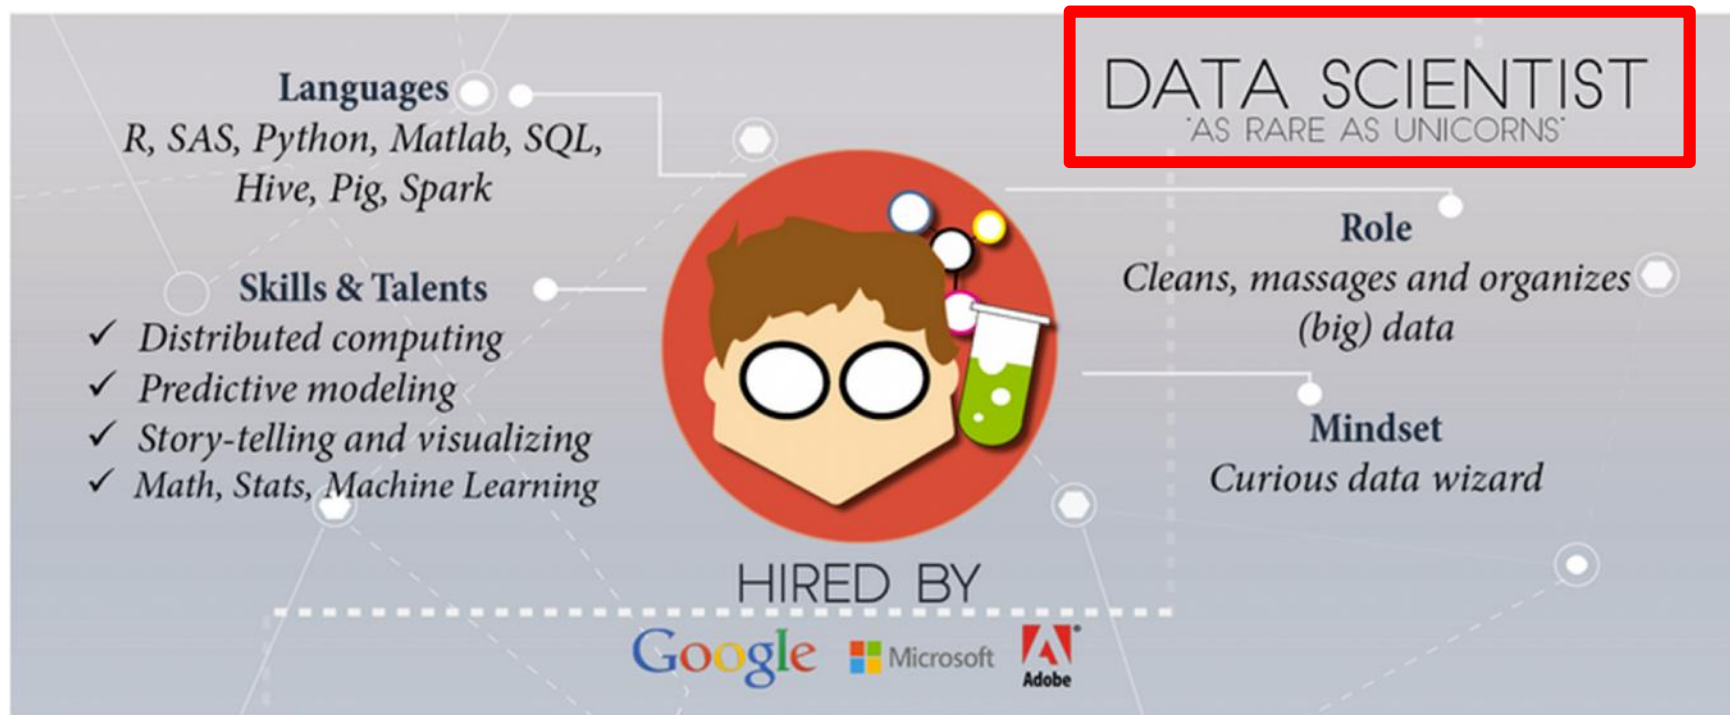 DATA SCIENTIST
'AS RARE AS UNICORNS'
Languages
R, SAS, Python, Matlab, SQL,
Hive, Pig, Spark
Skills & Talents
✓ Distributed computing
✓ Predictive modeling
✓ Story-telling and visualizing
✓ Math, Stats, Machine Learning
Role
Cleans, massages and organizes
(big) data
Mindset
Curious data wizard
HIRED BY
Google
Microsoft
Adobe